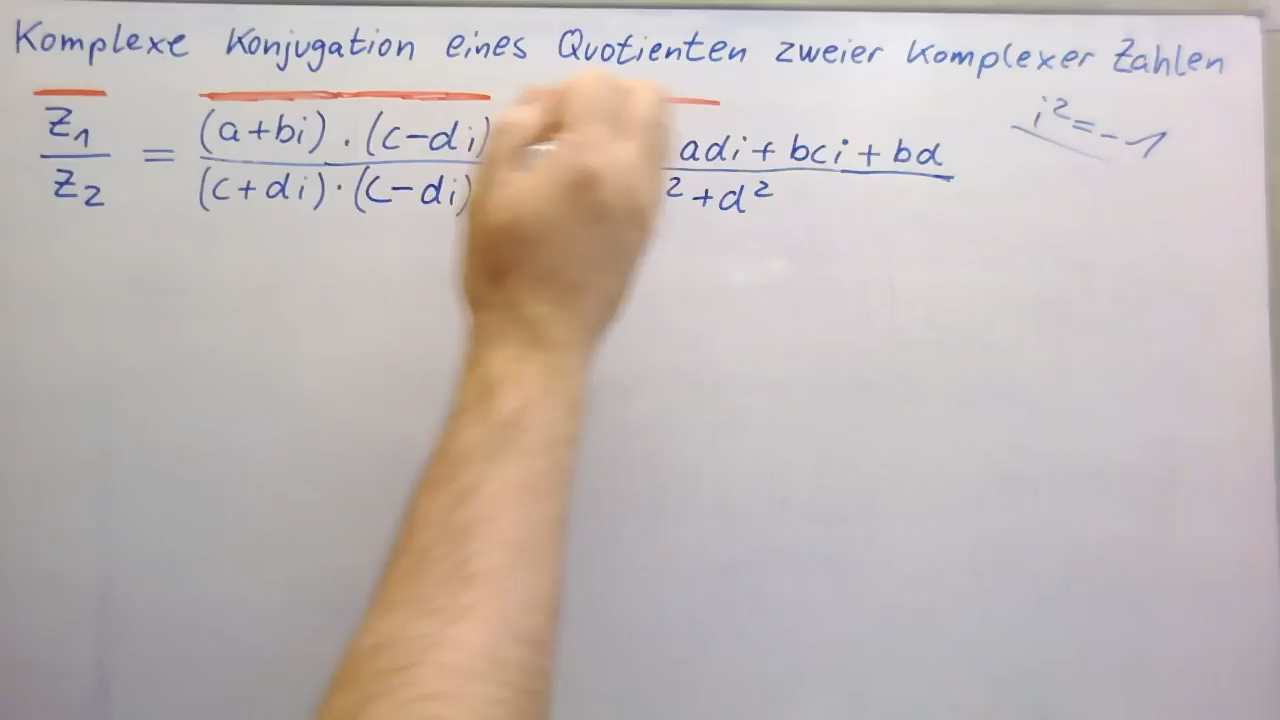 Komplexe Konjugation eines Quotienten zweier komplexer Zahlen
i² = -1
z₁ / z₂ = (a+bi)·(c-di) / (c+di)·(c-di)
adi + bci + bd / ² + d²